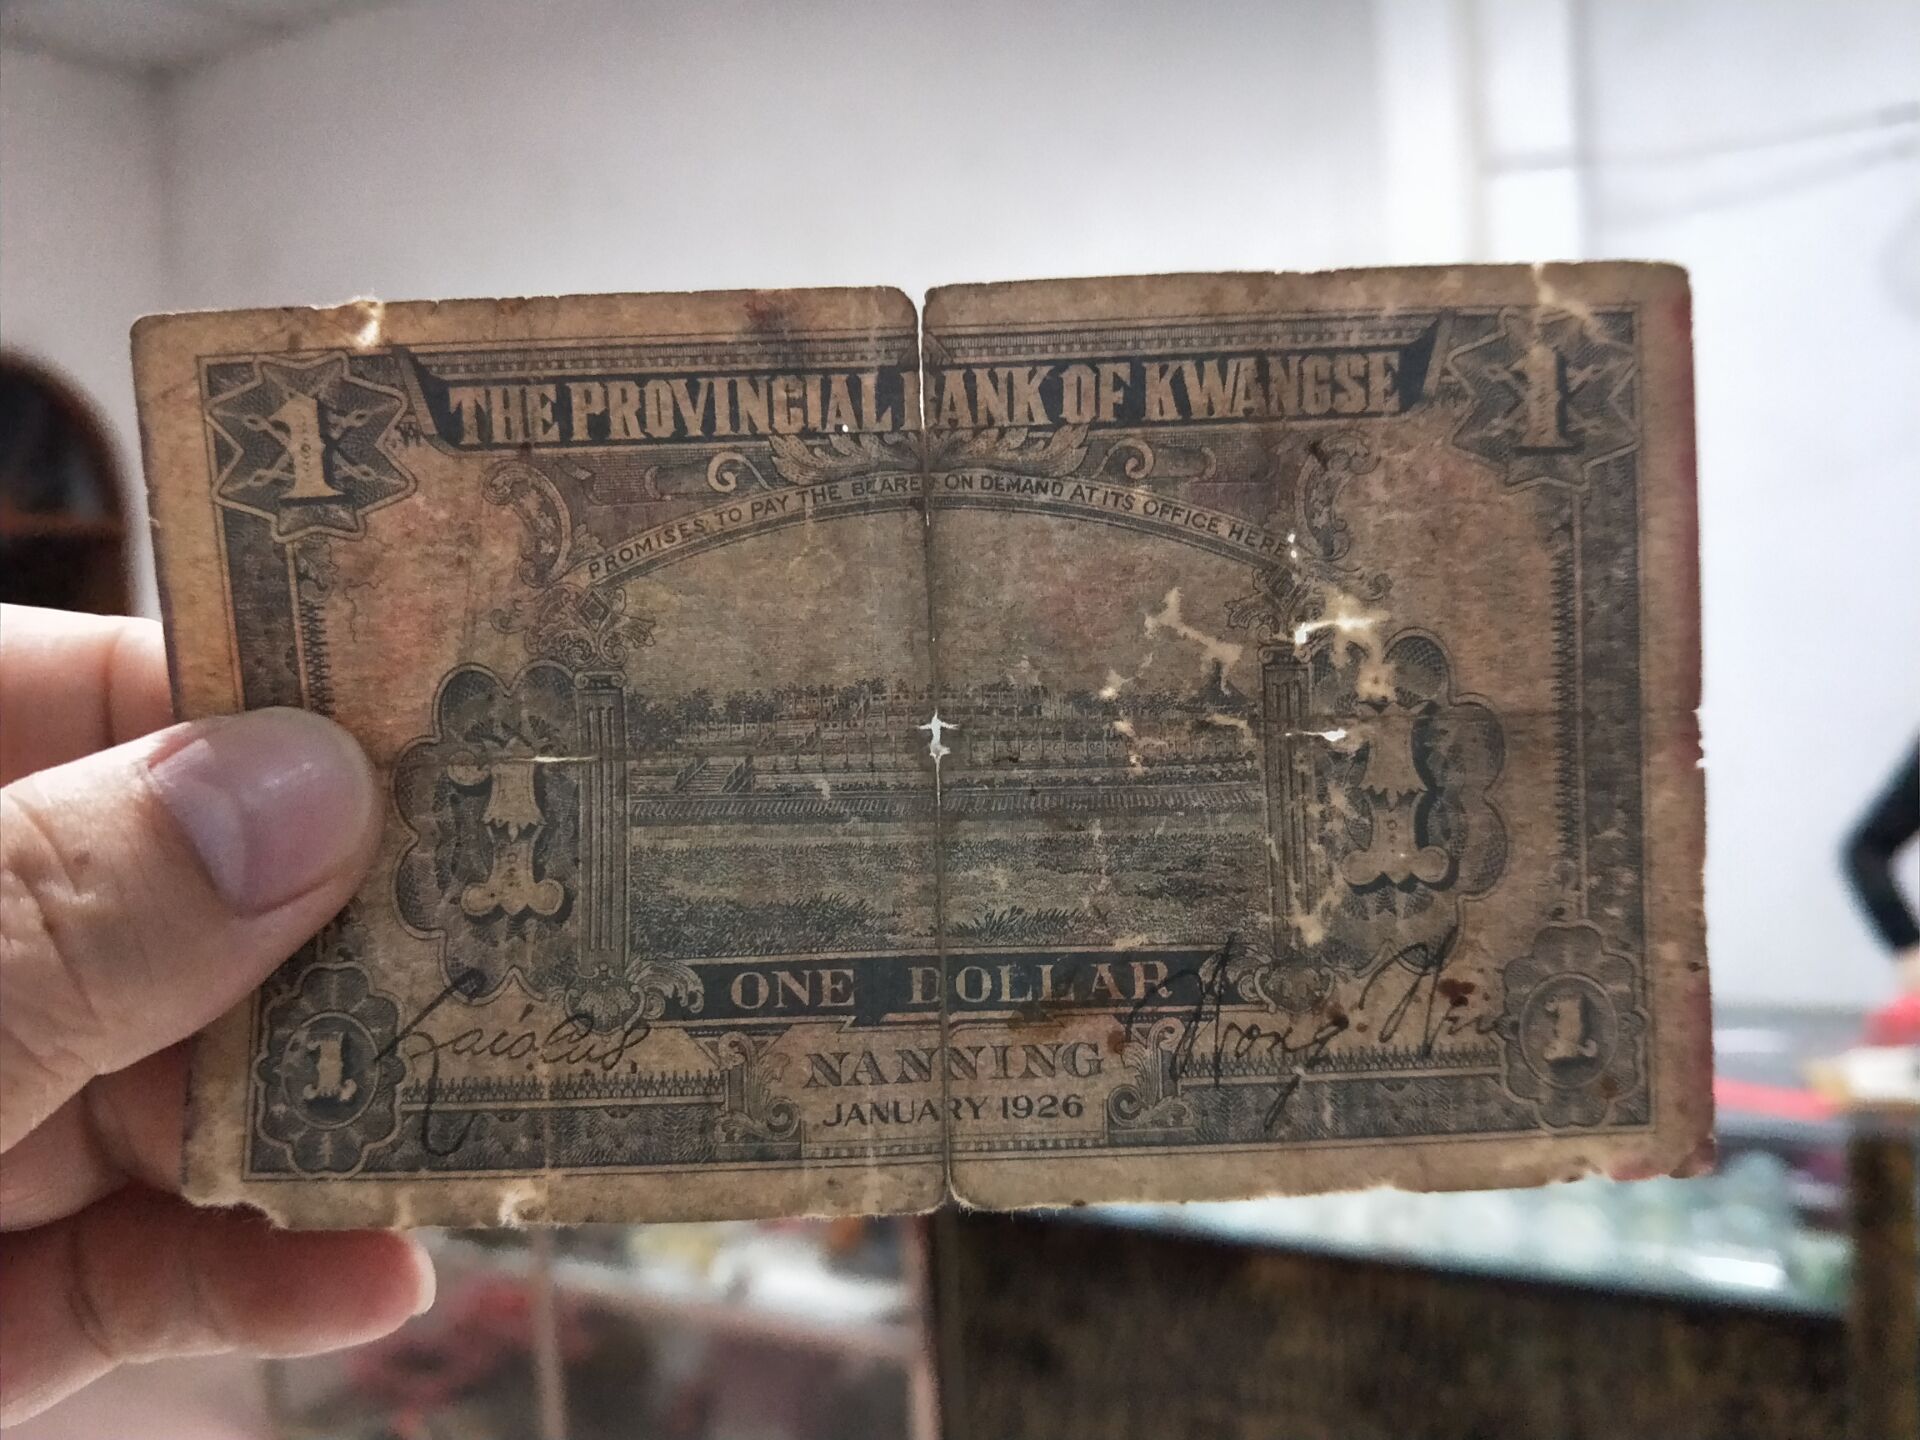 1 THE PROVINCIAL BANK OF KWANGSE 1
PROMISES TO PAY THE BEARER ON DEMAND AT ITS OFFICE HERE
1 1
ONE DOLLAR
1 NANNING 1
JANUARY 1926